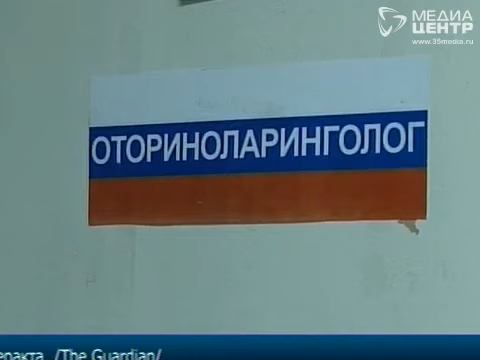 МЕДИА
ЦЕНТР
www.35media.ru
ОТОРИНОЛАРИНГОЛОГ
/The Guardian/